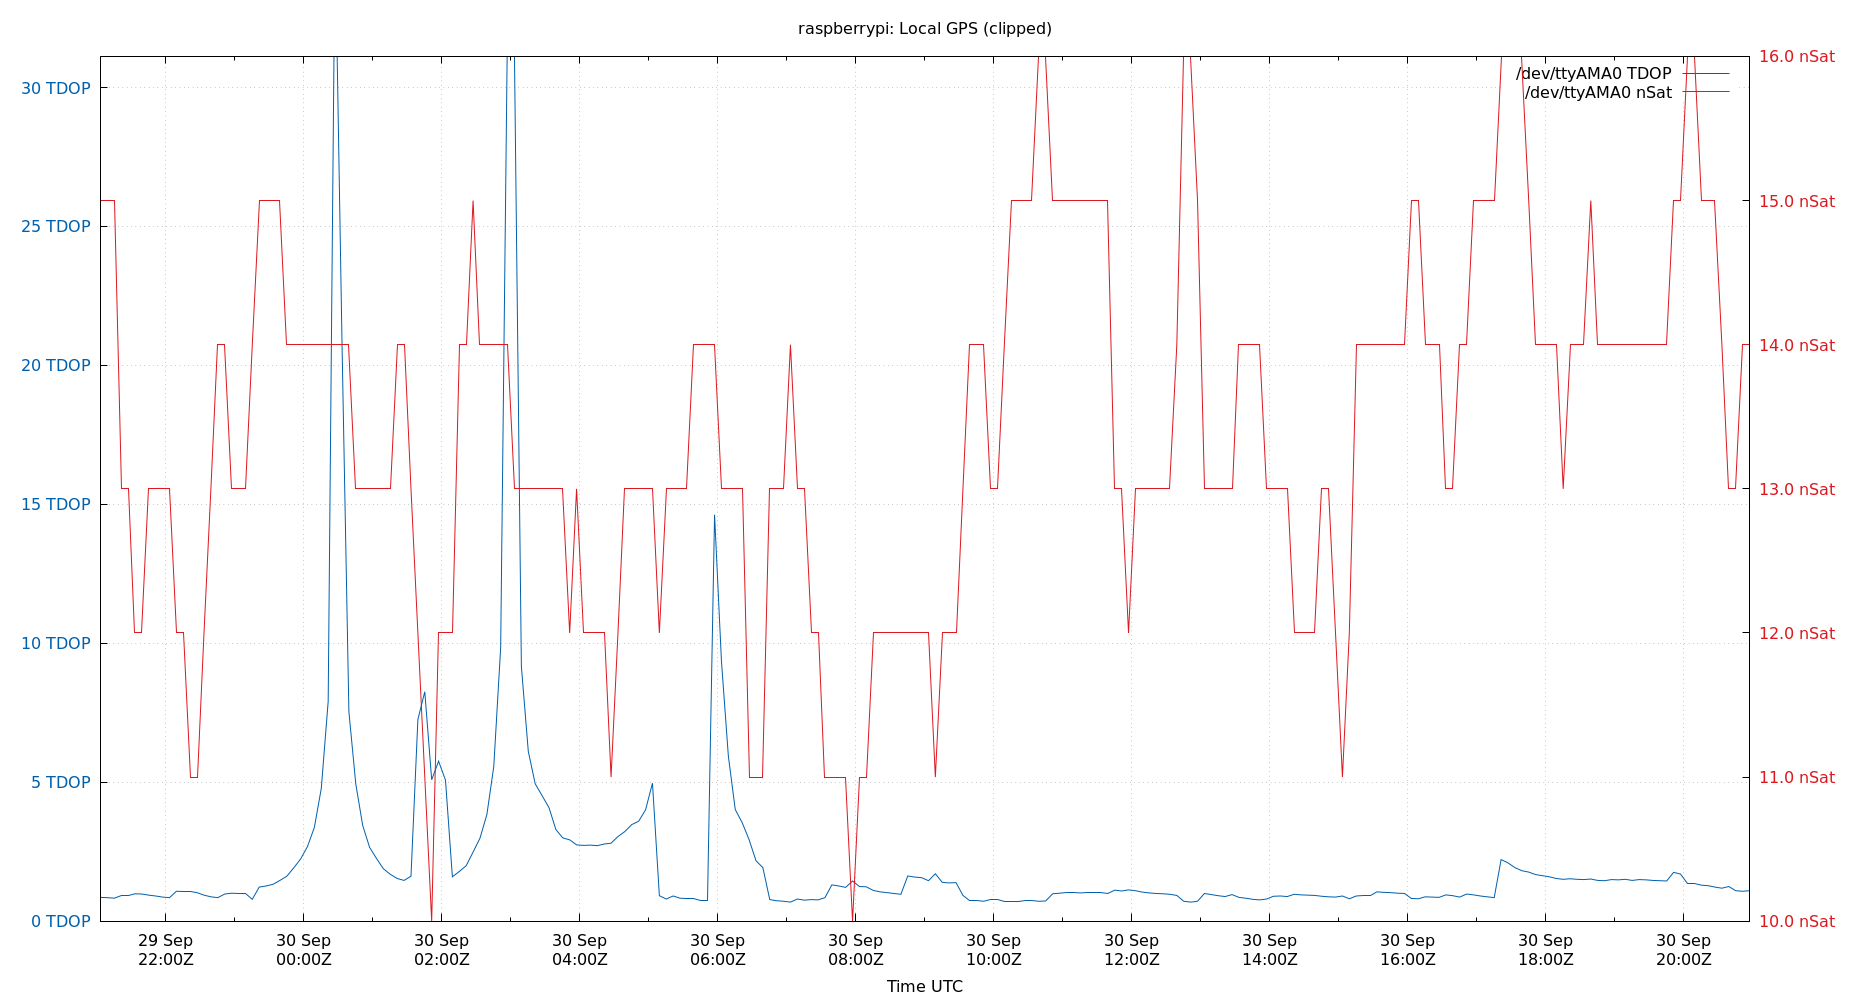 raspberrypi: Local GPS (clipped)
/dev/ttyAMA0 TDOP
/dev/ttyAMA0 nSat
30 TDOP
25 TDOP
20 TDOP
15 TDOP
10 TDOP
5 TDOP
0 TDOP
16.0 nSat
15.0 nSat
14.0 nSat
13.0 nSat
12.0 nSat
11.0 nSat
10.0 nSat
29 Sep 30 Sep 30 Sep 30 Sep 30 Sep 30 Sep 30 Sep 30 Sep 30 Sep 30 Sep 30 Sep 30 Sep
22:00Z 00:00Z 02:00Z 04:00Z 06:00Z 08:00Z 10:00Z 12:00Z 14:00Z 16:00Z 18:00Z 20:00Z
Time UTC